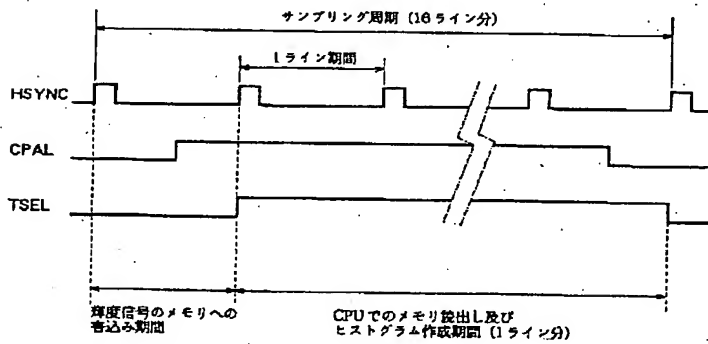 サンプリング周期（16ライン分）
1ライン期間
HSYNC
CPAL
TSEL
輝度信号のメモリへの
書込み期間
CPUでのメモリ読出し及び
ヒストグラム作成期間（1ライン分）